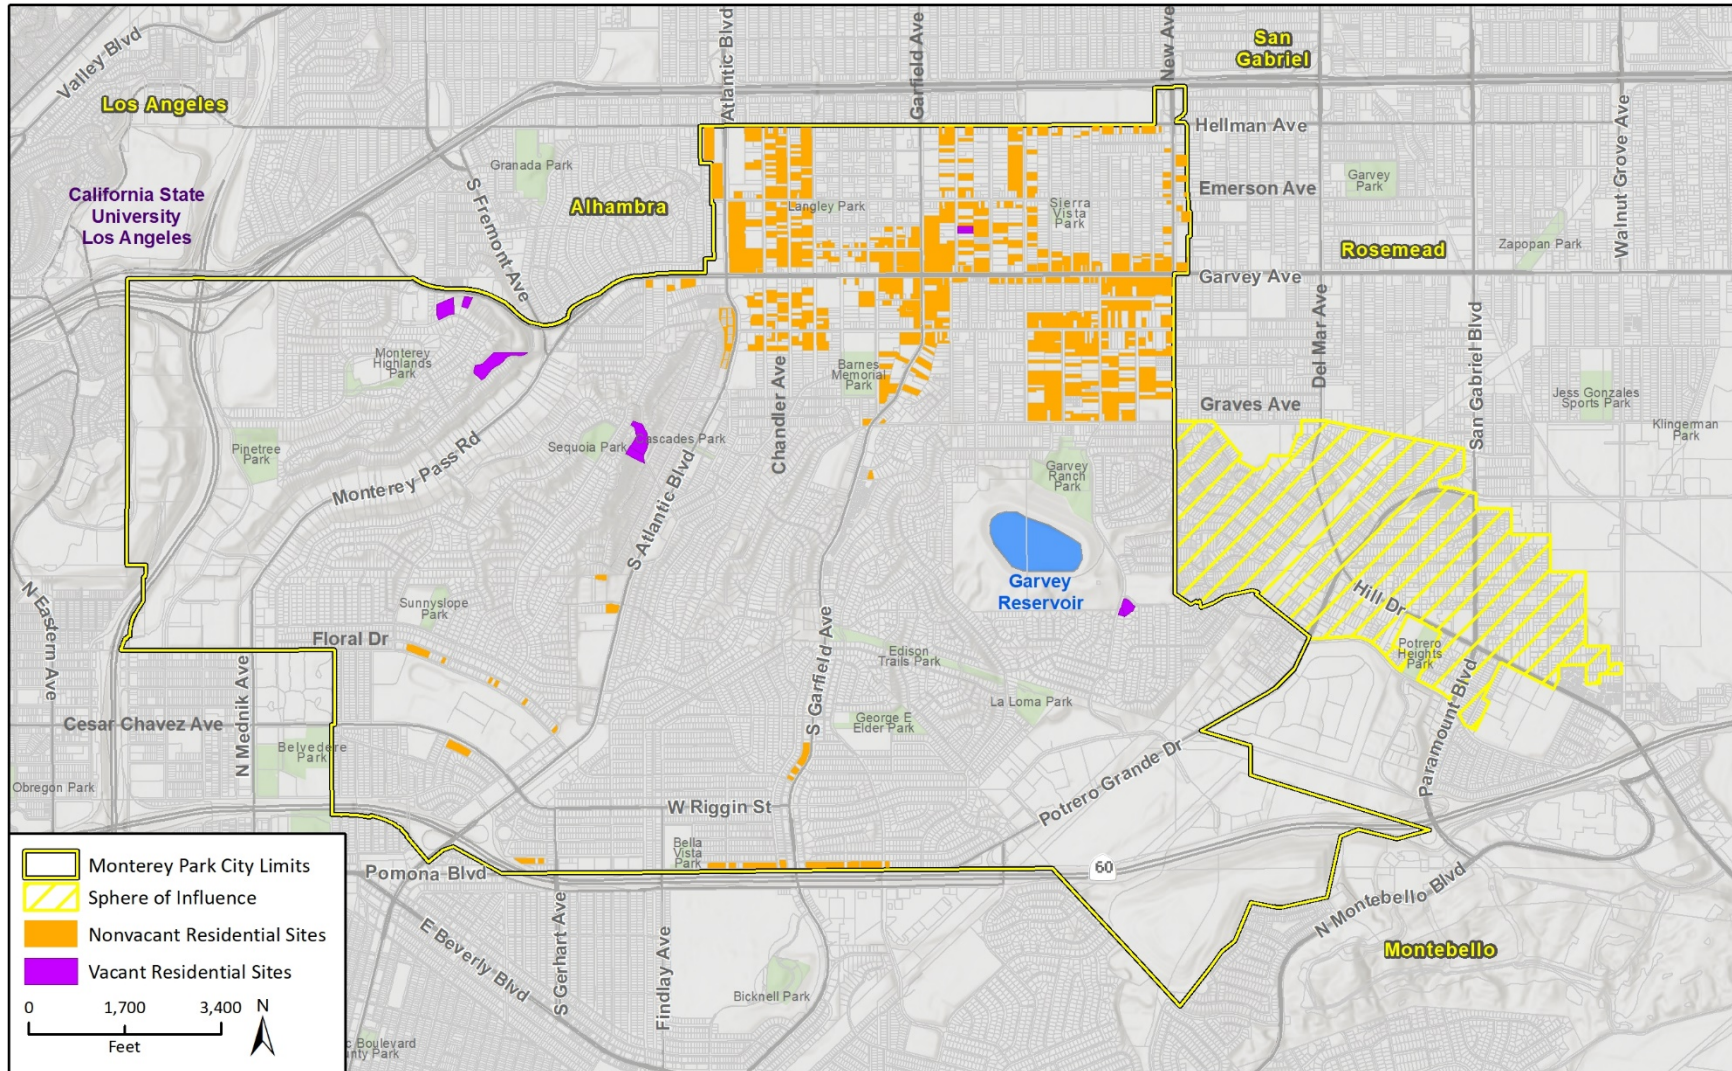 Valley Blvd
Atlantic Blvd
Garfield Ave
New Ave
San
Gabriel
Los Angeles
Hellman Ave
Walnut Grove Ave
Granada Park
Garvey
Park
Emerson Ave
California State
University
Los Angeles
S Fremont Ave
Alhambra
Langley Park
Sierra
Vista
Park
Rosemead
Zapopan Park
Garvey Ave
Del Mar Ave
San Gabriel Blvd
Monterey
Highlands
Park
Chandler Ave
Barnes
Memorial
Park
Graves Ave
Jess Gonzales
Sports Park
Klingerman
Park
Pinetree
Park
Monterey Pass Rd
Sequoia Park
Cascades Park
S Atlantic Blvd
Garvey
Ranch
Park
Garvey
Reservoir
N Eastern Ave
Sunnyslope
Park
Floral Dr
S Garfield Ave
Edison
Trails Park
Hill Dr
Potrero
Heights
Park
La Loma Park
N Mednik Ave
Cesar Chavez Ave
Belvedere
Park
George E
Elder Park
Paramount Blvd
Obregon Park
Potrero Grande Dr
W Riggin St
Bella
Vista
Park
Pomona Blvd
60
N Montebello Blvd
Montebello
E Beverly Blvd
S Gerhart Ave
Findlay Ave
Bicknell Park
Monterey Park City Limits
Sphere of Influence
Nonvacant Residential Sites
Vacant Residential Sites
0 1,700 3,400
Feet
N
c Boulevard
unty Park